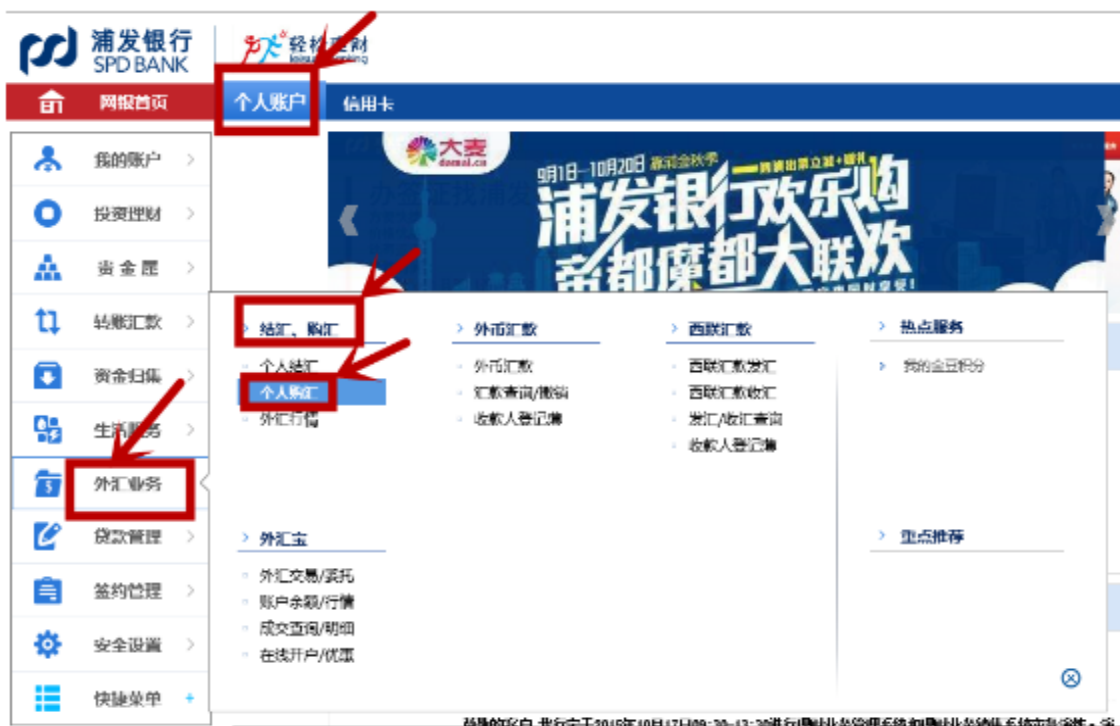 浦发银行
SPD BANK
轻松理财
网银首页
个人账户
信用卡
我的账户
投资理财
资金匣
转账汇款
资金归集
生活服务
外汇业务
贷款管理
签约管理
安全设置
快捷菜单 +
大麦
damai.cn
9月1日-10月20日
浦发银行欢乐购
帝都魔都大联欢
结汇、购汇
个人结汇
个人购汇
外汇行情
外币汇款
外币汇款
汇款查询/撤销
收款人登记簿
西联汇款
西联汇款发汇
西联汇款收汇
发汇/收汇查询
收款人登记簿
热点服务
我的金豆积分
外汇宝
外汇交易/委托
账户余额/行情
成交查询/明细
在线开户/优惠
重点推荐